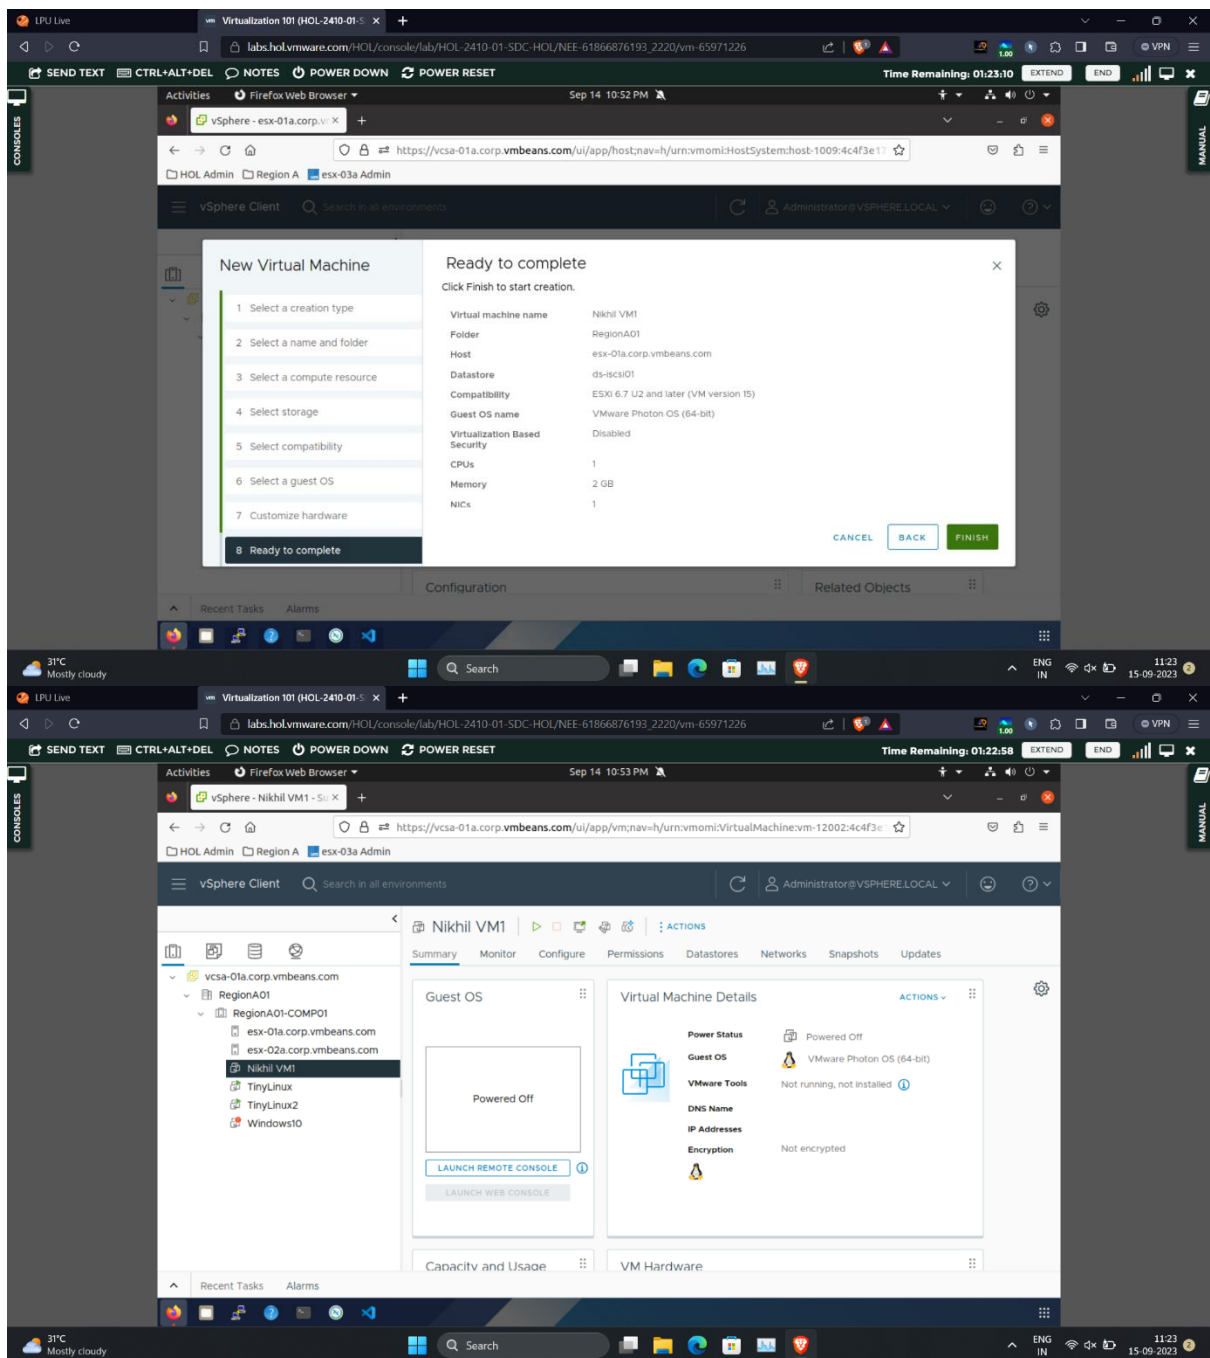 LPU Live
vm Virtualization 101 (HOL-2410-01-S
labs.hol.vmware.com/HOL/console/lab/HOL-2410-01-SDC-HOL/NEE-61866876193_2220/vm-65971226
1.00
VPN
SEND TEXT CTRL+ALT+DEL NOTES POWER DOWN POWER RESET
Time Remaining: 01:23:10 EXTEND END
CONSOLES
MANUAL
Activities Firefox Web Browser Sep 14 10:52 PM
vSphere - esx-01a.corp.v
https://vcsa-01a.corp.vmbeans.com/ui/app/host;nav=h/urn:vmomi:HostSystem:host-1009:4c4f3e17
HOL Admin Region A esx-03a Admin
vSphere Client Search in all environments Administrator@VSPHERE.LOCAL
New Virtual Machine
1 Select a creation type
2 Select a name and folder
3 Select a compute resource
4 Select storage
5 Select compatibility
6 Select a guest OS
7 Customize hardware
8 Ready to complete
Ready to complete
Click Finish to start creation.
Virtual machine name Nikhil VM1
Folder RegionA01
Host esx-01a.corp.vmbeans.com
Datastore ds-iscsi01
Compatibility ESXi 6.7 U2 and later (VM version 15)
Guest OS name VMware Photon OS (64-bit)
Virtualization Based Disabled
Security
CPUs 1
Memory 2 GB
NICs 1
CANCEL BACK FINISH
Configuration Related Objects
Recent Tasks Alarms
31°C
Mostly cloudy
Search
ENG
IN
11:23
15-09-2023
2
LPU Live
vm Virtualization 101 (HOL-2410-01-S
labs.hol.vmware.com/HOL/console/lab/HOL-2410-01-SDC-HOL/NEE-61866876193_2220/vm-65971226
1.00
VPN
SEND TEXT CTRL+ALT+DEL NOTES POWER DOWN POWER RESET
Time Remaining: 01:22:58 EXTEND END
CONSOLES
MANUAL
Activities Firefox Web Browser Sep 14 10:53 PM
vSphere - Nikhil VM1 - Su
https://vcsa-01a.corp.vmbeans.com/ui/app/vm;nav=h/urn:vmomi:VirtualMachine:vm-12002:4c4f3e
HOL Admin Region A esx-03a Admin
vSphere Client Search in all environments Administrator@VSPHERE.LOCAL
Nikhil VM1 ACTIONS
Summary Monitor Configure Permissions Datastores Networks Snapshots Updates
vcsa-01a.corp.vmbeans.com
RegionA01
RegionA01-COMP01
esx-01a.corp.vmbeans.com
esx-02a.corp.vmbeans.com
Nikhil VM1
TinyLinux
TinyLinux2
Windows10
Guest OS
Powered Off
LAUNCH REMOTE CONSOLE
LAUNCH WEB CONSOLE
Virtual Machine Details ACTIONS
Power Status Powered Off
Guest OS VMware Photon OS (64-bit)
VMware Tools Not running, not installed
DNS Name
IP Addresses
Encryption Not encrypted
Capacity and Usage VM Hardware
Recent Tasks Alarms
31°C
Mostly cloudy
Search
ENG
IN
11:23
15-09-2023
2